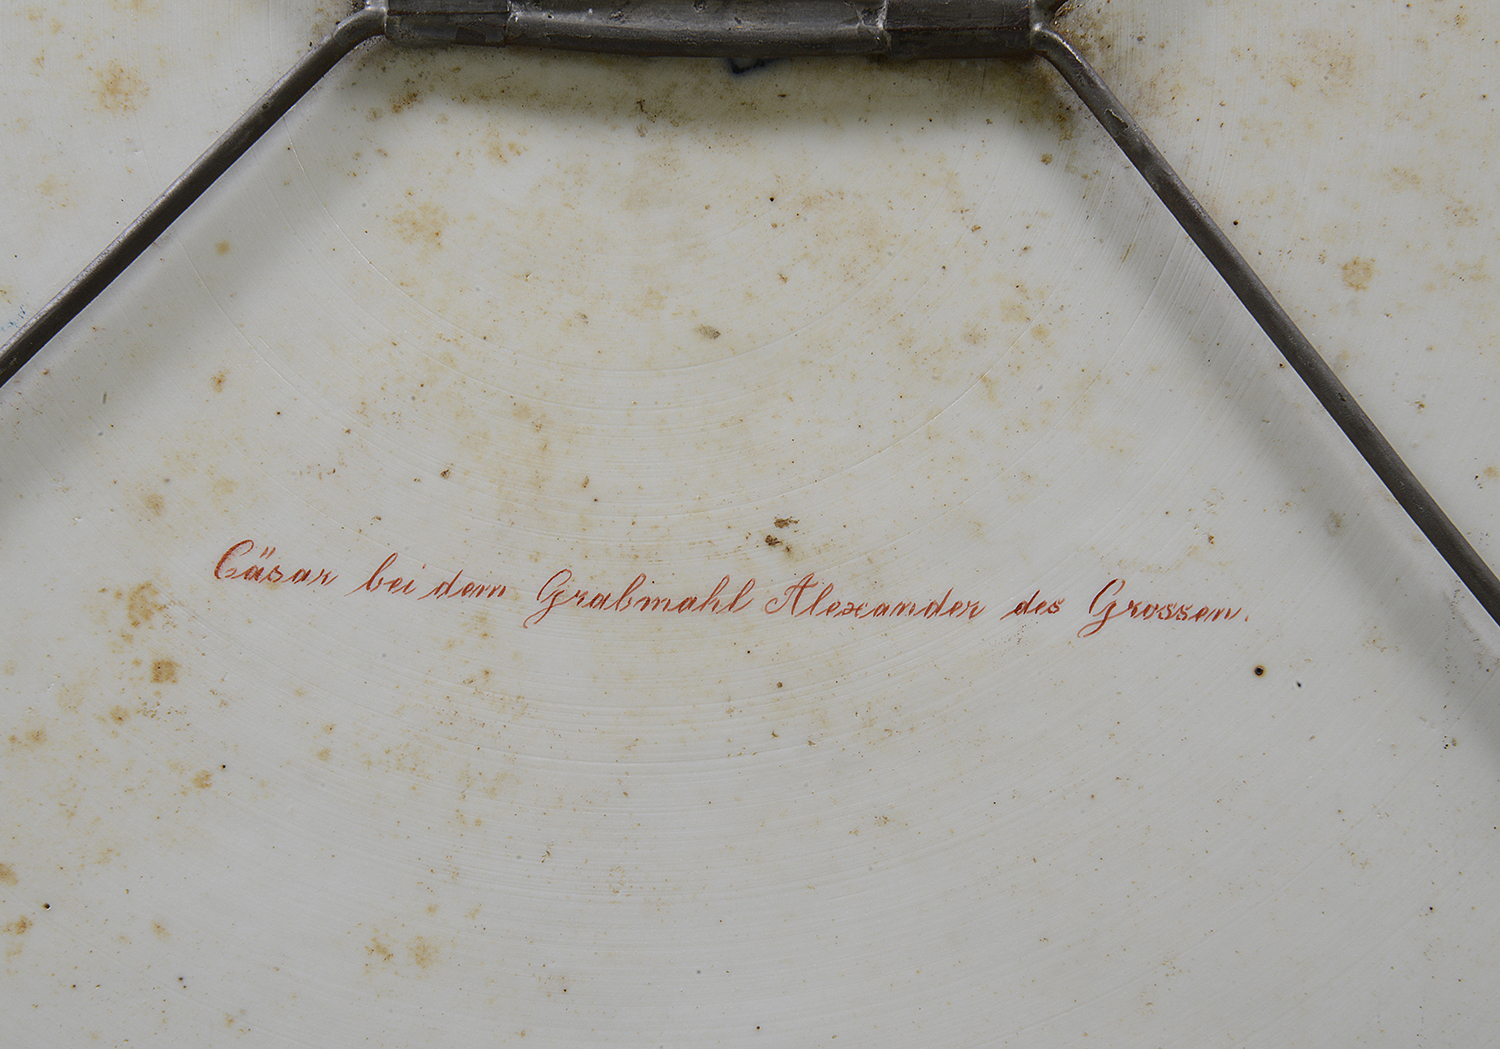 Cäsar bei dem Grabmahl Alexander des Grossen.